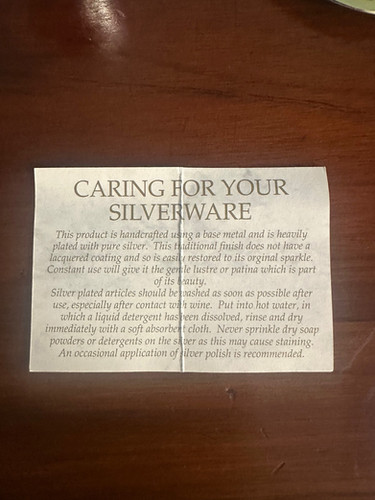 CARING FOR YOUR
SILVERWARE
This product is handcrafted using a base metal and is heavily
plated with pure silver. This traditional finish does not have a
lacquered coating and so is easily restored to its orginal sparkle.
Constant use will give it the gentle lustre or patina which is part
of its beauty.
Silver plated articles should be washed as soon as possible after
use, especially after contact with wine. Put into hot water, in
which a liquid detergent has been dissolved, rinse and dry
immediately with a soft absorbent cloth. Never sprinkle dry soap
powders or detergents on the silver as this may cause staining.
An occasional application of silver polish is recommended.